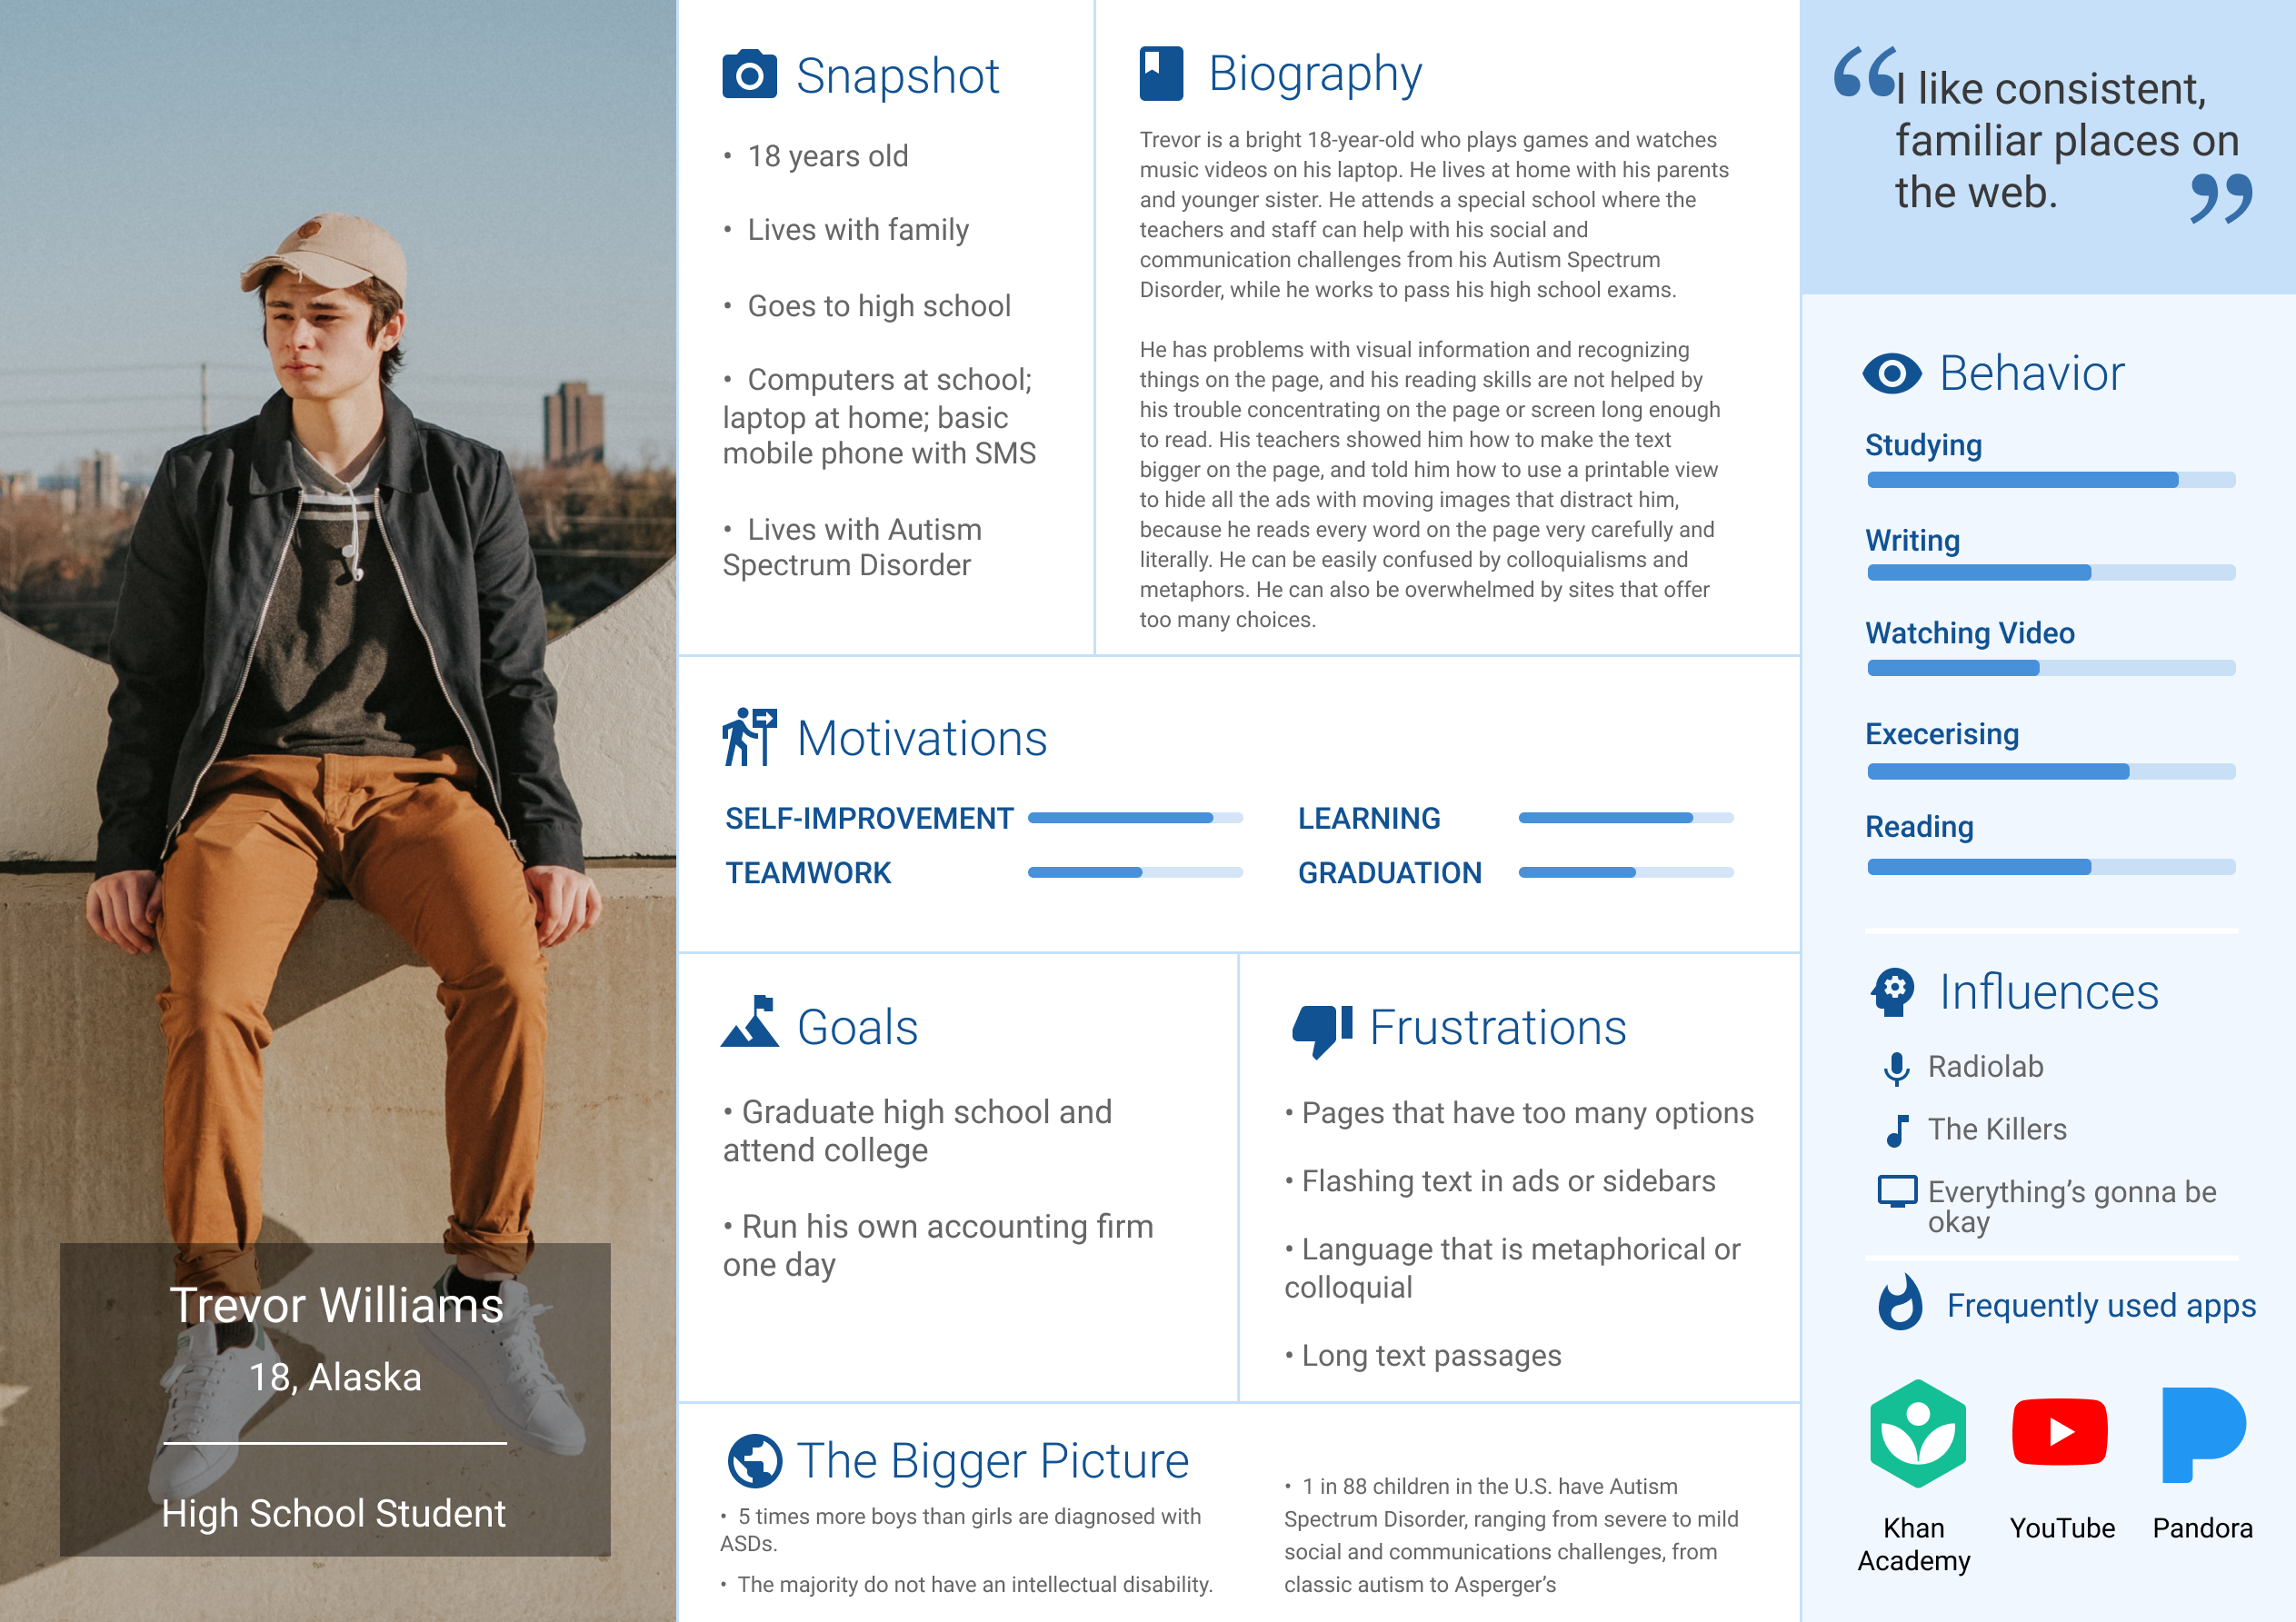 Trevor Williams
18, Alaska
High School Student
Snapshot
• 18 years old
• Lives with family
• Goes to high school
• Computers at school;
laptop at home; basic
mobile phone with SMS
• Lives with Autism
Spectrum Disorder
Biography
Trevor is a bright 18-year-old who plays games and watches
music videos on his laptop. He lives at home with his parents
and younger sister. He attends a special school where the
teachers and staff can help with his social and
communication challenges from his Autism Spectrum
Disorder, while he works to pass his high school exams.
He has problems with visual information and recognizing
things on the page, and his reading skills are not helped by
his trouble concentrating on the page or screen long enough
to read. His teachers showed him how to make the text
bigger on the page, and told him how to use a printable view
to hide all the ads with moving images that distract him,
because he reads every word on the page very carefully and
literally. He can be easily confused by colloquialisms and
metaphors. He can also be overwhelmed by sites that offer
too many choices.
Motivations
SELF-IMPROVEMENT
TEAMWORK
LEARNING
GRADUATION
Goals
• Graduate high school and
attend college
• Run his own accounting firm
one day
Frustrations
• Pages that have too many options
• Flashing text in ads or sidebars
• Language that is metaphorical or
colloquial
• Long text passages
The Bigger Picture
• 5 times more boys than girls are diagnosed with
ASDs.
• The majority do not have an intellectual disability.
• 1 in 88 children in the U.S. have Autism
Spectrum Disorder, ranging from severe to mild
social and communications challenges, from
classic autism to Asperger’s
“I like consistent,
familiar places on
the web.”
Behavior
Studying
Writing
Watching Video
Execerising
Reading
Influences
Radiolab
The Killers
Everything’s gonna be
okay
Frequently used apps
Khan
Academy
YouTube
Pandora